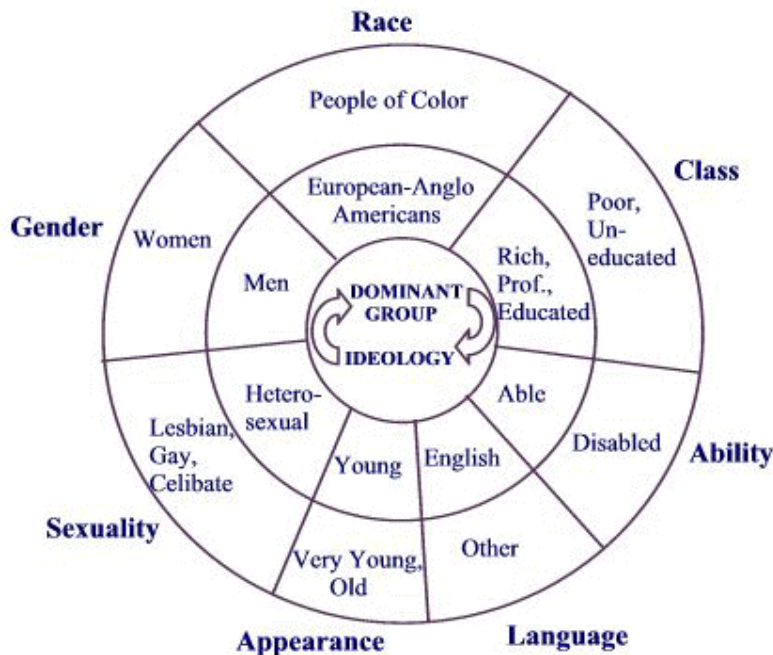 Race
People of Color
European-Anglo
Americans
Class
Poor,
Un-
educated
Rich,
Prof.,
Educated
Gender
Women
Men
DOMINANT
GROUP
IDEOLOGY
Able
Disabled
Ability
Hetero-
sexual
Lesbian,
Gay,
Celibate
Sexuality
Young
Very Young,
Old
Appearance
English
Other
Language